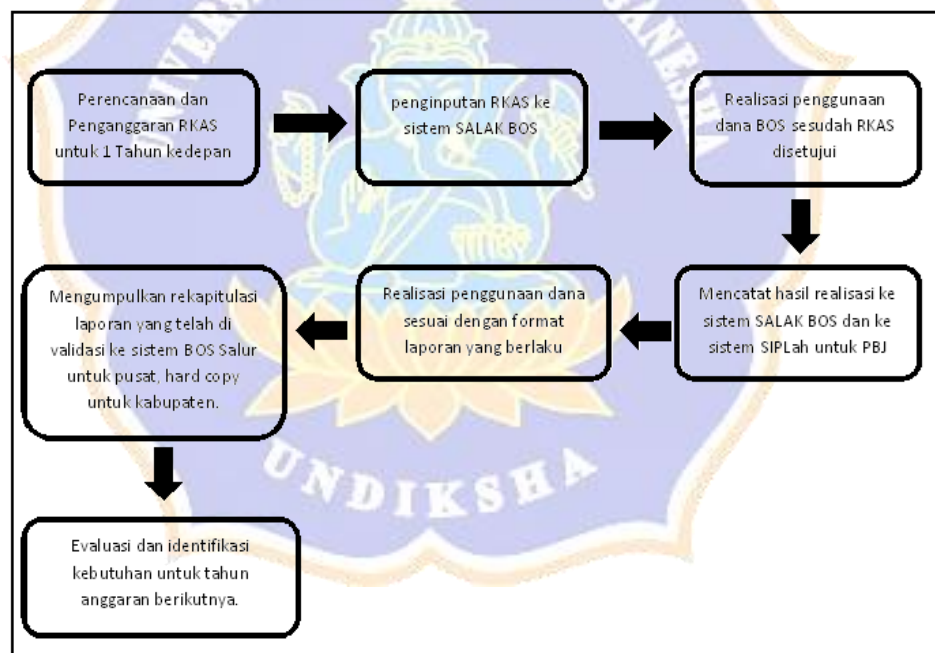 UNIVERSITAS PENDIDIKAN GANESHA
Perencanaan dan
Penganggaran RKAS
untuk 1 Tahun kedepan
penginputan RKAS ke
sistem SALAK BOS
Realisasi penggunaan
dana BOS sesudah RKAS
disetujui
Mencatat hasil realisasi ke
sistem SALAK BOS dan ke
sistem SIPLah untuk PBJ
Realisasi penggunaan dana
sesuai dengan format
laporan yang berlaku
Mengumpulkan rekapitulasi
laporan yang telah di
validasi ke sistem BOS Salur
untuk pusat, hard copy
untuk kabupaten.
Evaluasi dan identifikasi
kebutuhan untuk tahun
anggaran berikutnya.
UNDIKSHA